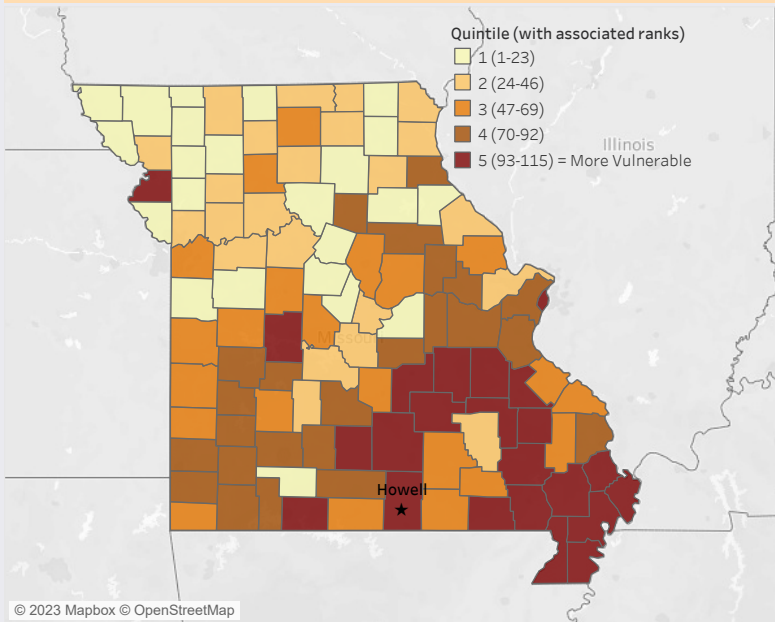 Quintile (with associated ranks)
1 (1-23)
2 (24-46)
3 (47-69)
4 (70-92)
5 (93-115) = More Vulnerable
Illinois
Missouri
Howell
© 2023 Mapbox © OpenStreetMap